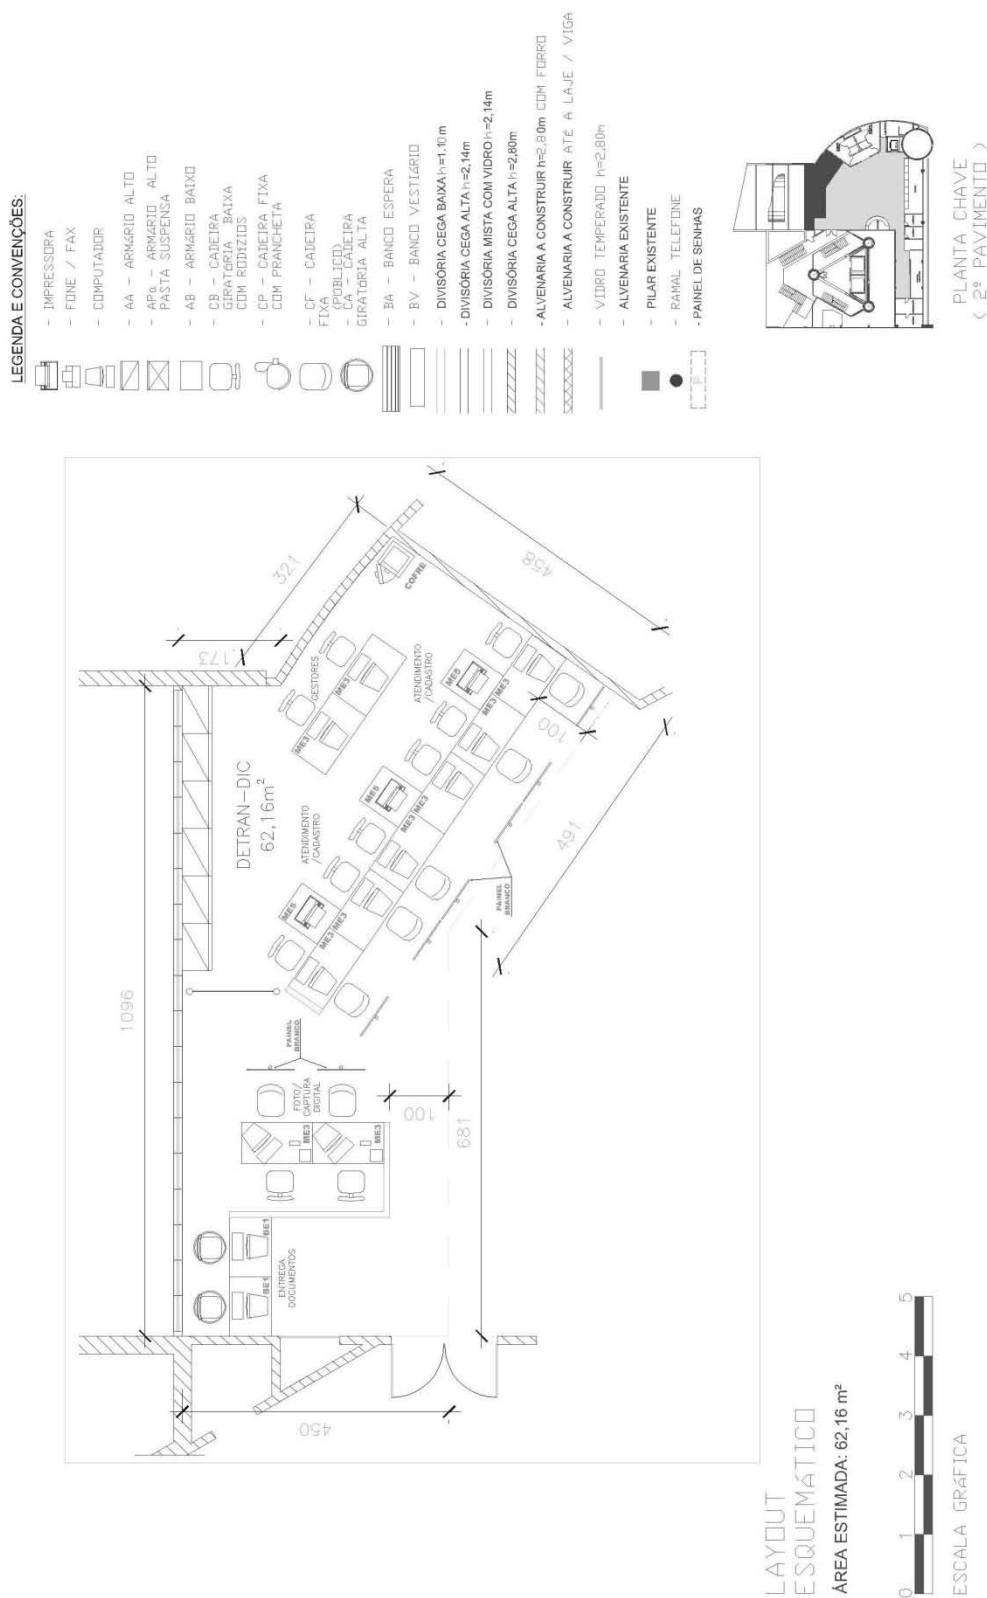 LEGENDA E CONVENÇÕES:
- IMPRESSORA
- FONE / FAX
- COMPUTADOR
- AA - ARMÁRIO ALTO
- APa - ARMÁRIO ALTO
PASTA SUSPENSA
- AB - ARMÁRIO BAIXO
- CB - CADEIRA
GIRATÓRIA BAIXA
COM RODÍZIOS
- CP - CADEIRA FIXA
COM PRANCHETA
- CF - CADEIRA
FIXA
(PÚBLICO)
- CA - CADEIRA
GIRATÓRIA ALTA
- BA - BANCO ESPERA
- BV - BANCO VESTIÁRIO
- DIVISÓRIA CEGA BAIXA h=1,10m
- DIVISÓRIA CEGA ALTA h=2,14m
- DIVISÓRIA MISTA COM VIDRO h=2,14m
- DIVISÓRIA CEGA ALTA h=2,80m
- ALVENARIA A CONSTRUIR h=2,80m COM FORRO
- ALVENARIA A CONSTRUIR ATÉ A LAJE / VIGA
- VIDRO TEMPERADO h=2,80m
- ALVENARIA EXISTENTE
- PILAR EXISTENTE
- RAMAL TELEFONE
- PAINEL DE SENHAS
P
PLANTA CHAVE
( 2º PAVIMENTO )
1096
173
321
458
491
100
681
100
450
DETRAN-DIC
62,16m²
GESTORES
COFRE
ME3
ME3
ATENDIMENTO
/CADASTRO
ATENDIMENTO
/CADASTRO
ME5
ME3 ME3
ME5
ME3 ME3
ME5
ME3 ME3
PAINEL
BRANCO
PAINEL
BRANCO
FOTO/
CAPTURA
DIGITAL
ME3
ME3
BE1
BE1
ENTREGA
DOCUMENTOS
LAYOUT
ESQUEMÁTICO
ÁREA ESTIMADA: 62,16 m²
0 1 2 3 4 5
ESCALA GRÁFICA